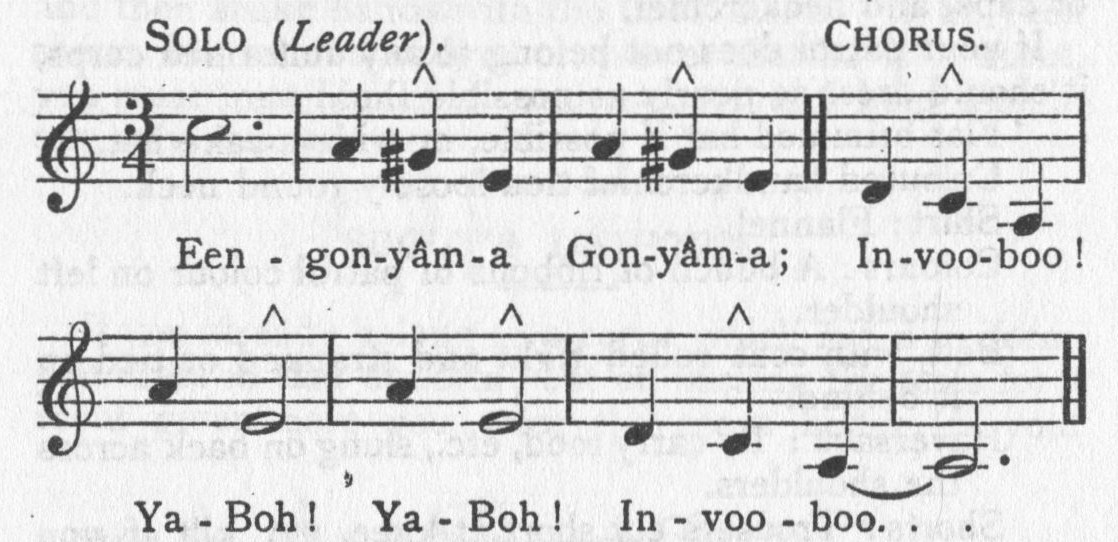 SOLO (Leader). CHORUS.
3
4
Een - gon-yâm-a Gon-yâm-a; In-voo-boo!
Ya - Boh! Ya - Boh! In - voo - boo.